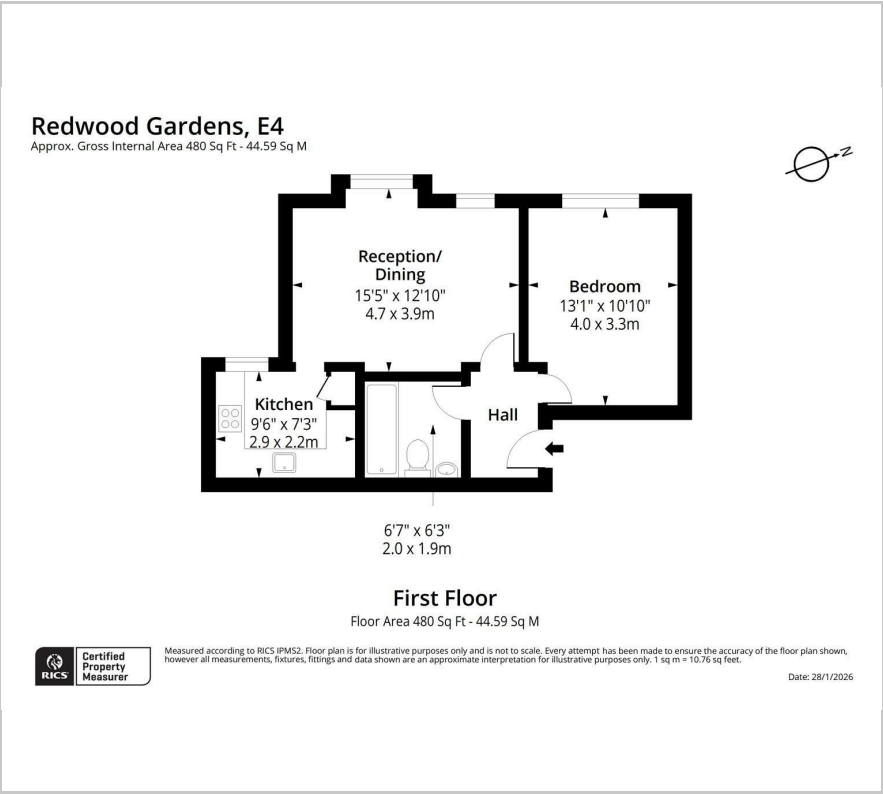 Redwood Gardens, E4
Approx. Gross Internal Area 480 Sq Ft - 44.59 Sq M
N
Reception/
Dining
15'5" x 12'10"
4.7 x 3.9m
Bedroom
13'1" x 10'10"
4.0 x 3.3m
Kitchen
9'6" x 7'3"
2.9 x 2.2m
Hall
6'7" x 6'3"
2.0 x 1.9m
First Floor
Floor Area 480 Sq Ft - 44.59 Sq M
RICS
Certified
Property
Measurer
Measured according to RICS IPMS2. Floor plan is for illustrative purposes only and is not to scale. Every attempt has been made to ensure the accuracy of the floor plan shown,
however all measurements, fixtures, fittings and data shown are an approximate interpretation for illustrative purposes only. 1 sq m = 10.76 sq feet.
Date: 28/1/2026